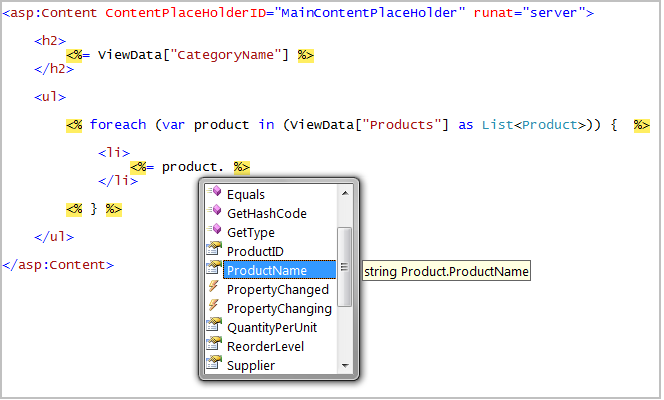 <asp:Content ContentPlaceHolderID="MainContentPlaceHolder" runat="server">
<h2>
<%= ViewData["CategoryName"] %>
</h2>
<ul>
<% foreach (var product in (ViewData["Products"] as List<Product>)) {  %>
<li>
<%= product. %>
</li>
Equals
GetHashCode
<% } %>
GetType
</ul>
ProductID
</asp:Content>
ProductName
string Product.ProductName
PropertyChanged
PropertyChanging
QuantityPerUnit
ReorderLevel
Supplier